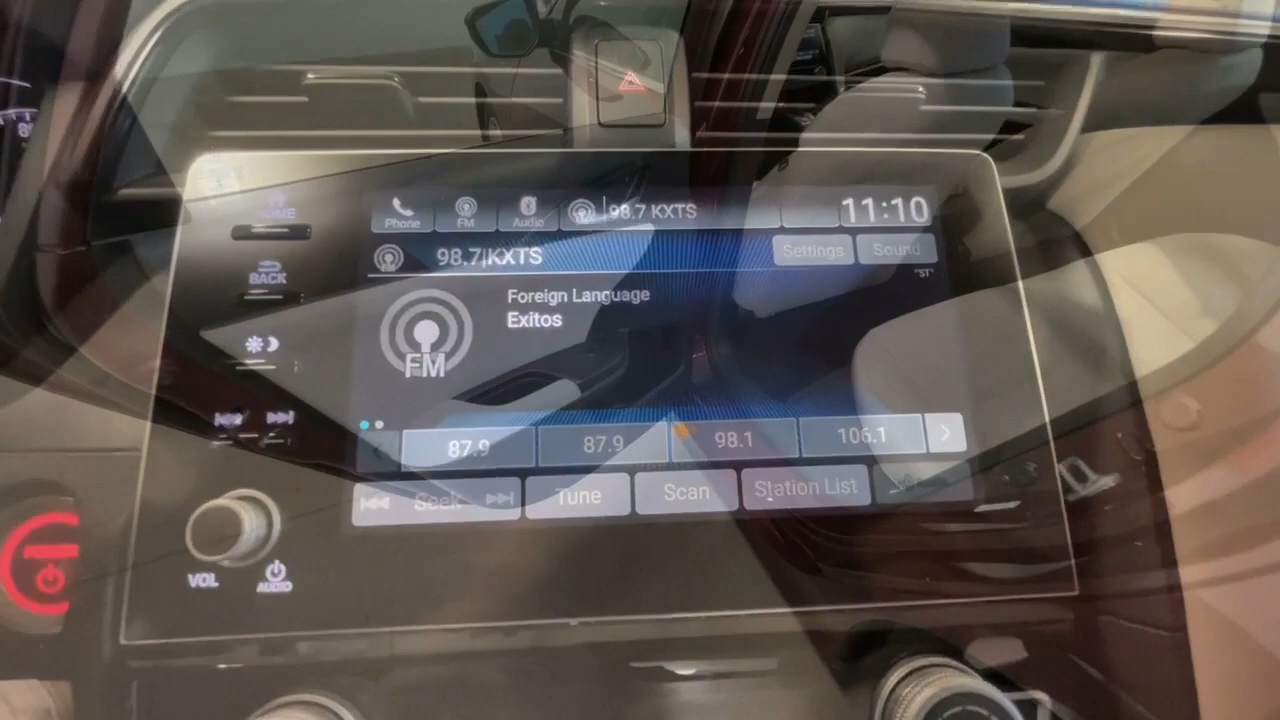 HOME
Phone
FM
Audio
98.7 KXTS
11:10
98.7|KXTS
Settings
Sound
"ST"
BACK
Foreign Language
Exitos
FM
87.9
87.9
98.1
106.1
Seek
Tune
Scan
Station List
VOL
AUDIO